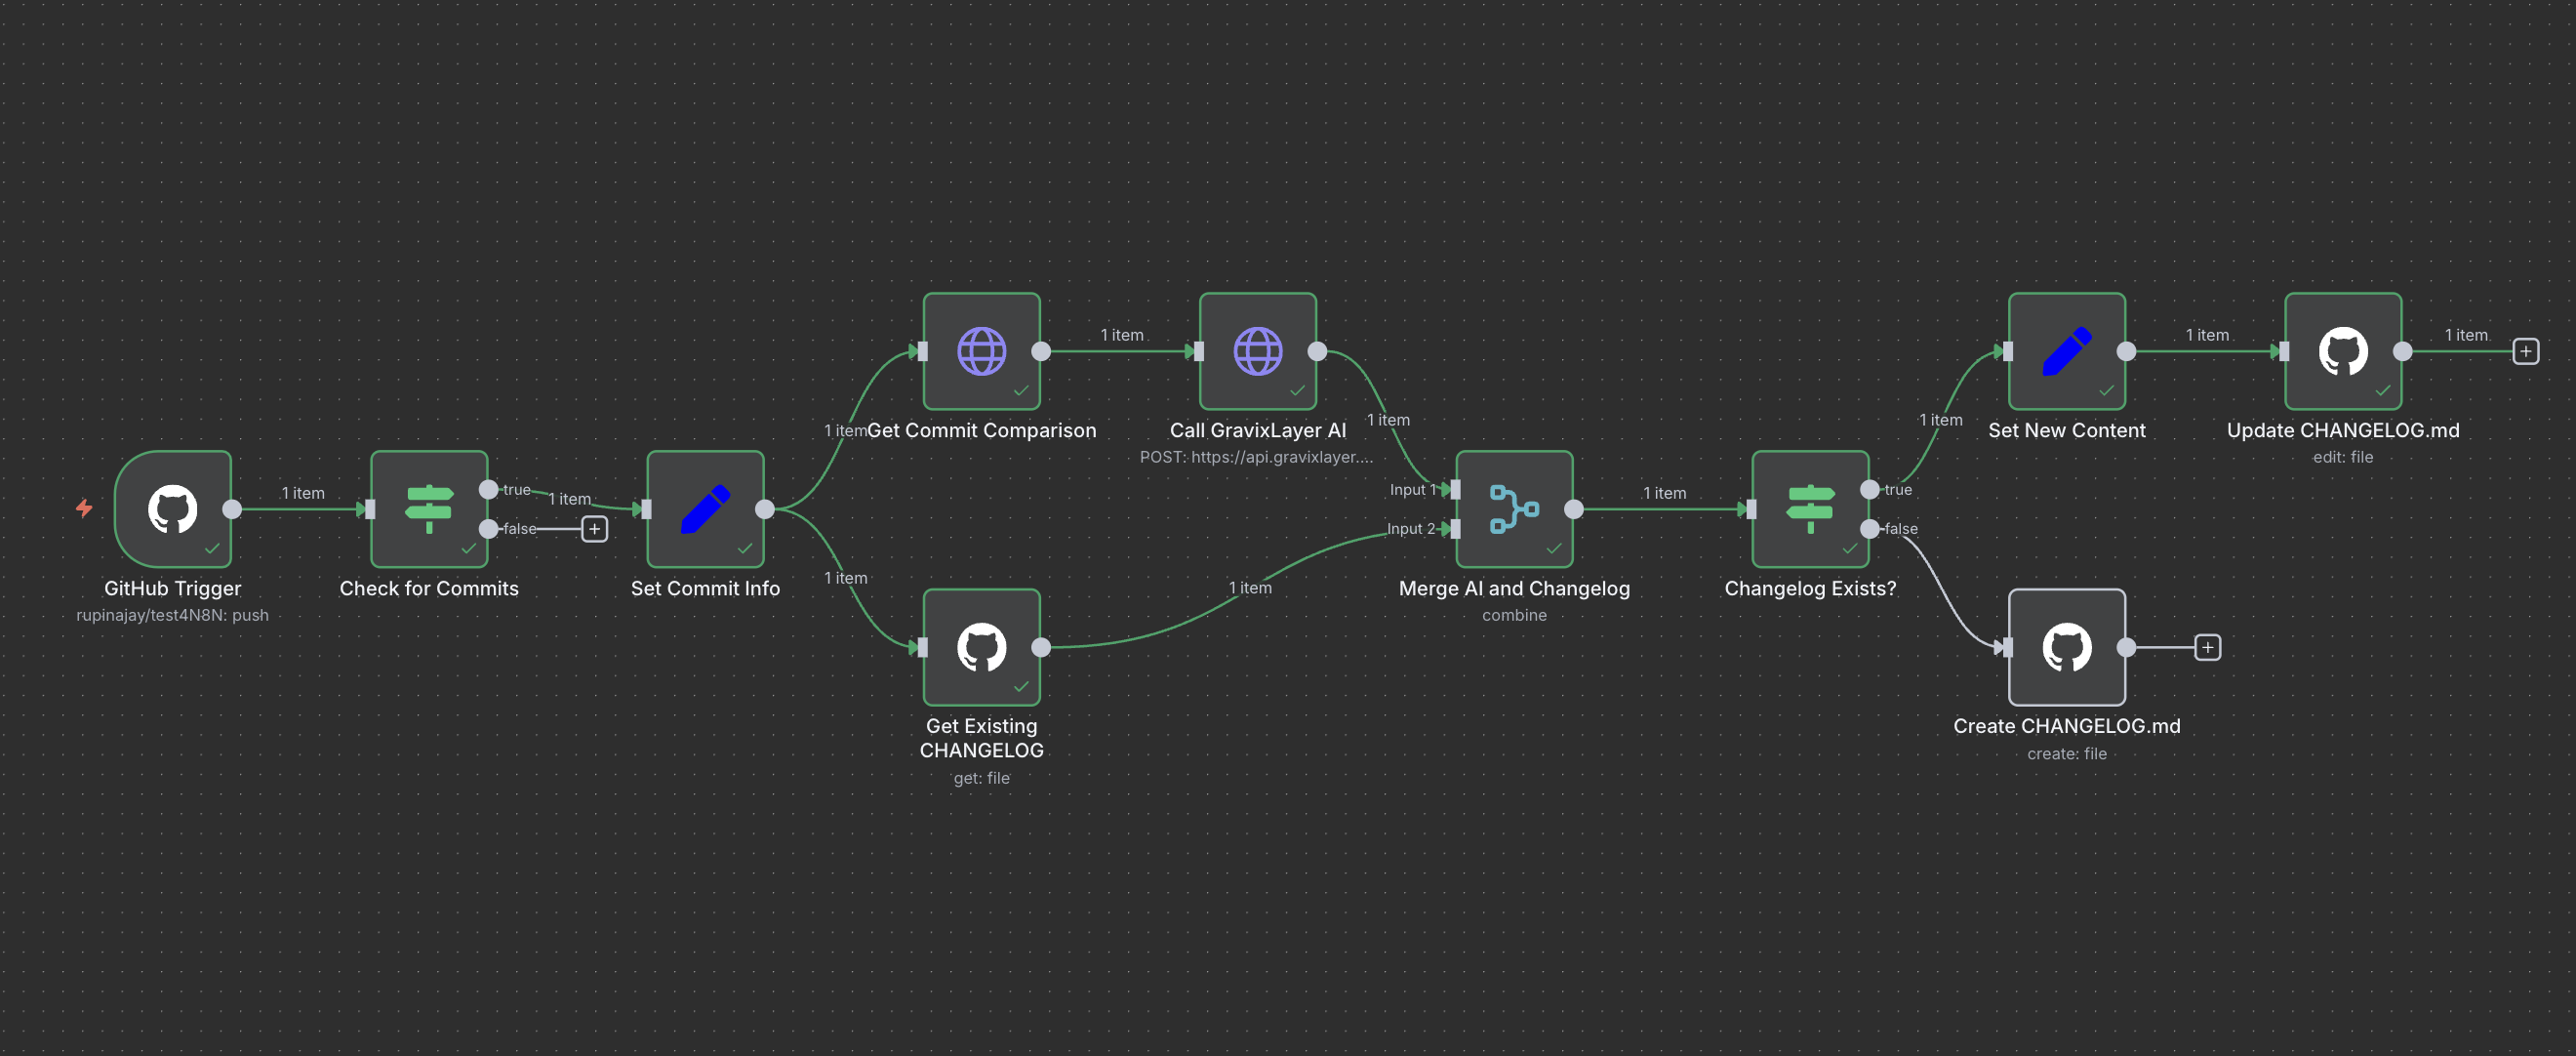 GitHub Trigger
rupinajay/test4N8N: push
1 item
Check for Commits
true
false
1 item
Set Commit Info
1 item
1 item
Get Commit Comparison
1 item
Call GravixLayer AI
POST: https://api.gravixlayer....
Get Existing
CHANGELOG
get: file
1 item
1 item
Input 1
Input 2
Merge AI and Changelog
combine
1 item
Changelog Exists?
true
false
1 item
Set New Content
1 item
Update CHANGELOG.md
edit: file
1 item
Create CHANGELOG.md
create: file